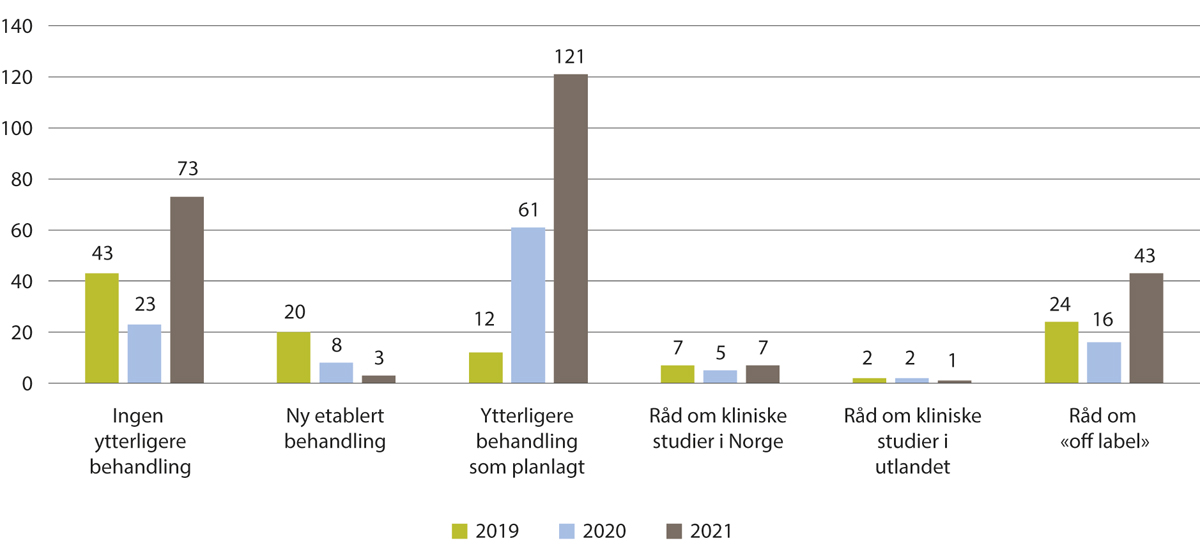 140
120
100
80
60
40
20
0
43
23
73
20
8
3
12
61
121
7
5
7
2
2
1
24
16
43
Ingen
ytterligere
behandling
Ny etablert
behandling
Ytterligere
behandling
som planlagt
Råd om kliniske
studier i Norge
Råd om kliniske
studier i
utlandet
Råd om
«off label»
2019
2020
2021